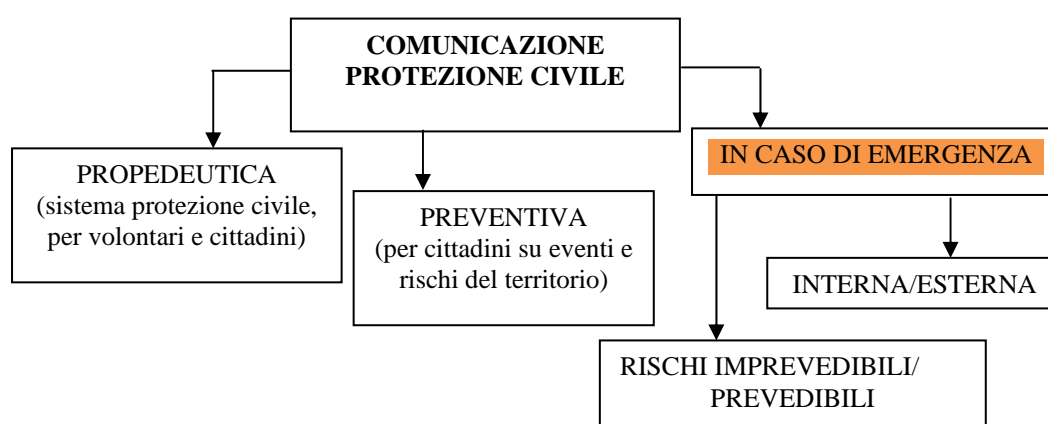 COMUNICAZIONE
PROTEZIONE CIVILE
IN CASO DI EMERGENZA
PROPEDEUTICA
(sistema protezione civile,
per volontari e cittadini)
PREVENTIVA
(per cittadini su eventi e
rischi del territorio)
INTERNA/ESTERNA
RISCHI IMPREVEDIBILI/
PREVEDIBILI